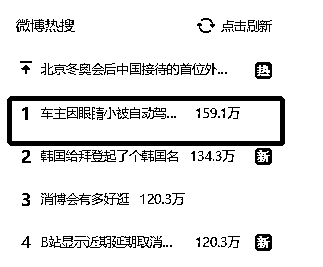 微博热搜 点击刷新
北京冬奥会后中国接待的首位外... 热
1 车主因眼睛小被自动驾... 159.1万
2 韩国给拜登起了个韩国名 134.3万 新
3 消博会有多好逛 120.3万
4 B站显示近期延期取消... 120.3万 新